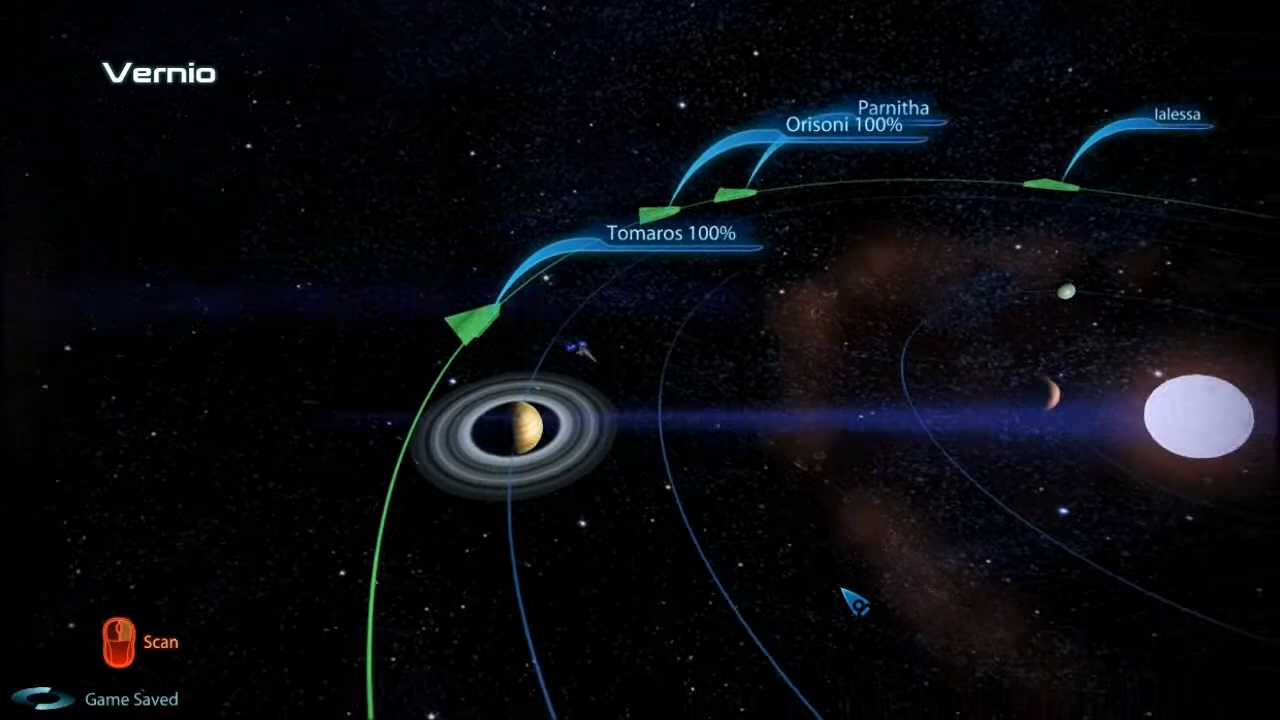 Vernio
Parnitha
Orisoni 100%
Ialessa
Tomaros 100%
Scan
Game Saved